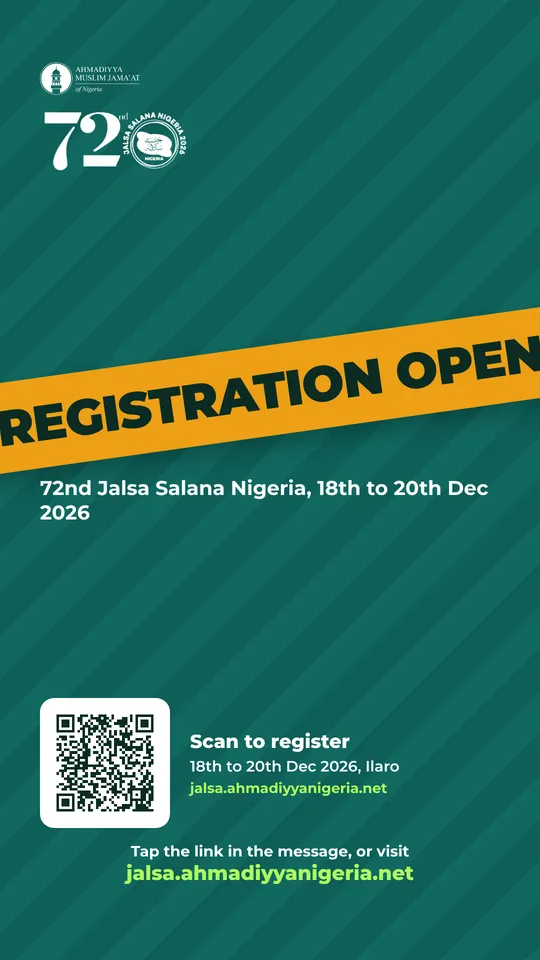 AHMADIYYA
MUSLIM JAMA'AT
of Nigeria
72nd
JALSA SALANA NIGERIA 2026
NIGERIA
REGISTRATION OPEN
72nd Jalsa Salana Nigeria, 18th to 20th Dec
2026
Scan to register
18th to 20th Dec 2026, Ilaro
jalsa.ahmadiyyanigeria.net
Tap the link in the message, or visit
jalsa.ahmadiyyanigeria.net